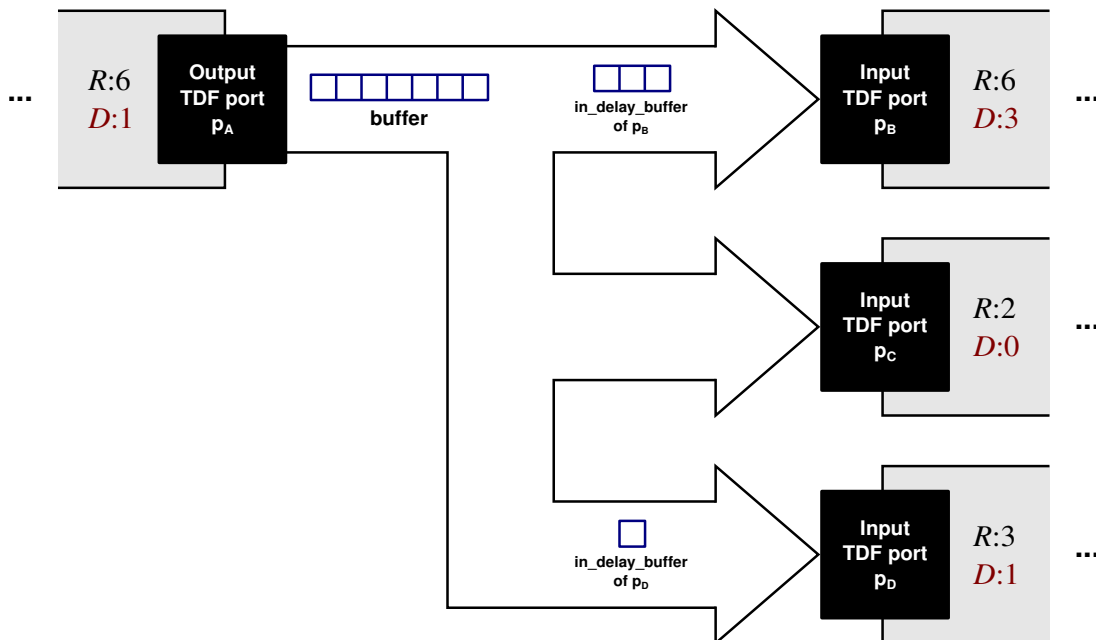 ...
R:6
D:1
Output
TDF port
pA
buffer
in_delay_buffer
of pB
Input
TDF port
pB
R:6
D:3
...
Input
TDF port
pC
R:2
D:0
...
in_delay_buffer
of pD
Input
TDF port
pD
R:3
D:1
...